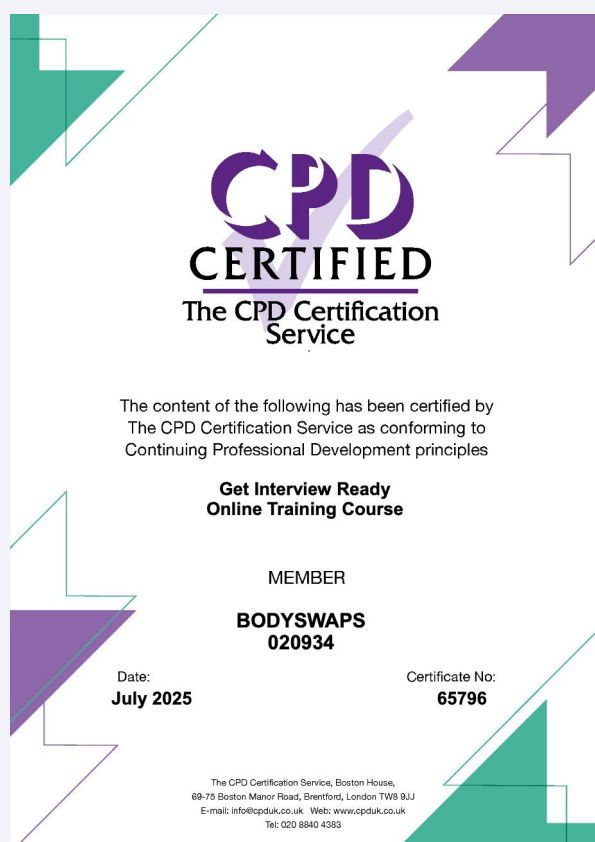 CPD
CERTIFIED
The CPD Certification
Service
The content of the following has been certified by
The CPD Certification Service as conforming to
Continuing Professional Development principles
Get Interview Ready
Online Training Course
MEMBER
BODYSWAPS
020934
Date:
July 2025
Certificate No:
65796
The CPD Certification Service, Boston House,
69-75 Boston Manor Road, Brentford, London TW8 9JJ
E-mail: info@cpduk.co.uk Web: www.cpduk.co.uk
Tel: 020 8840 4383